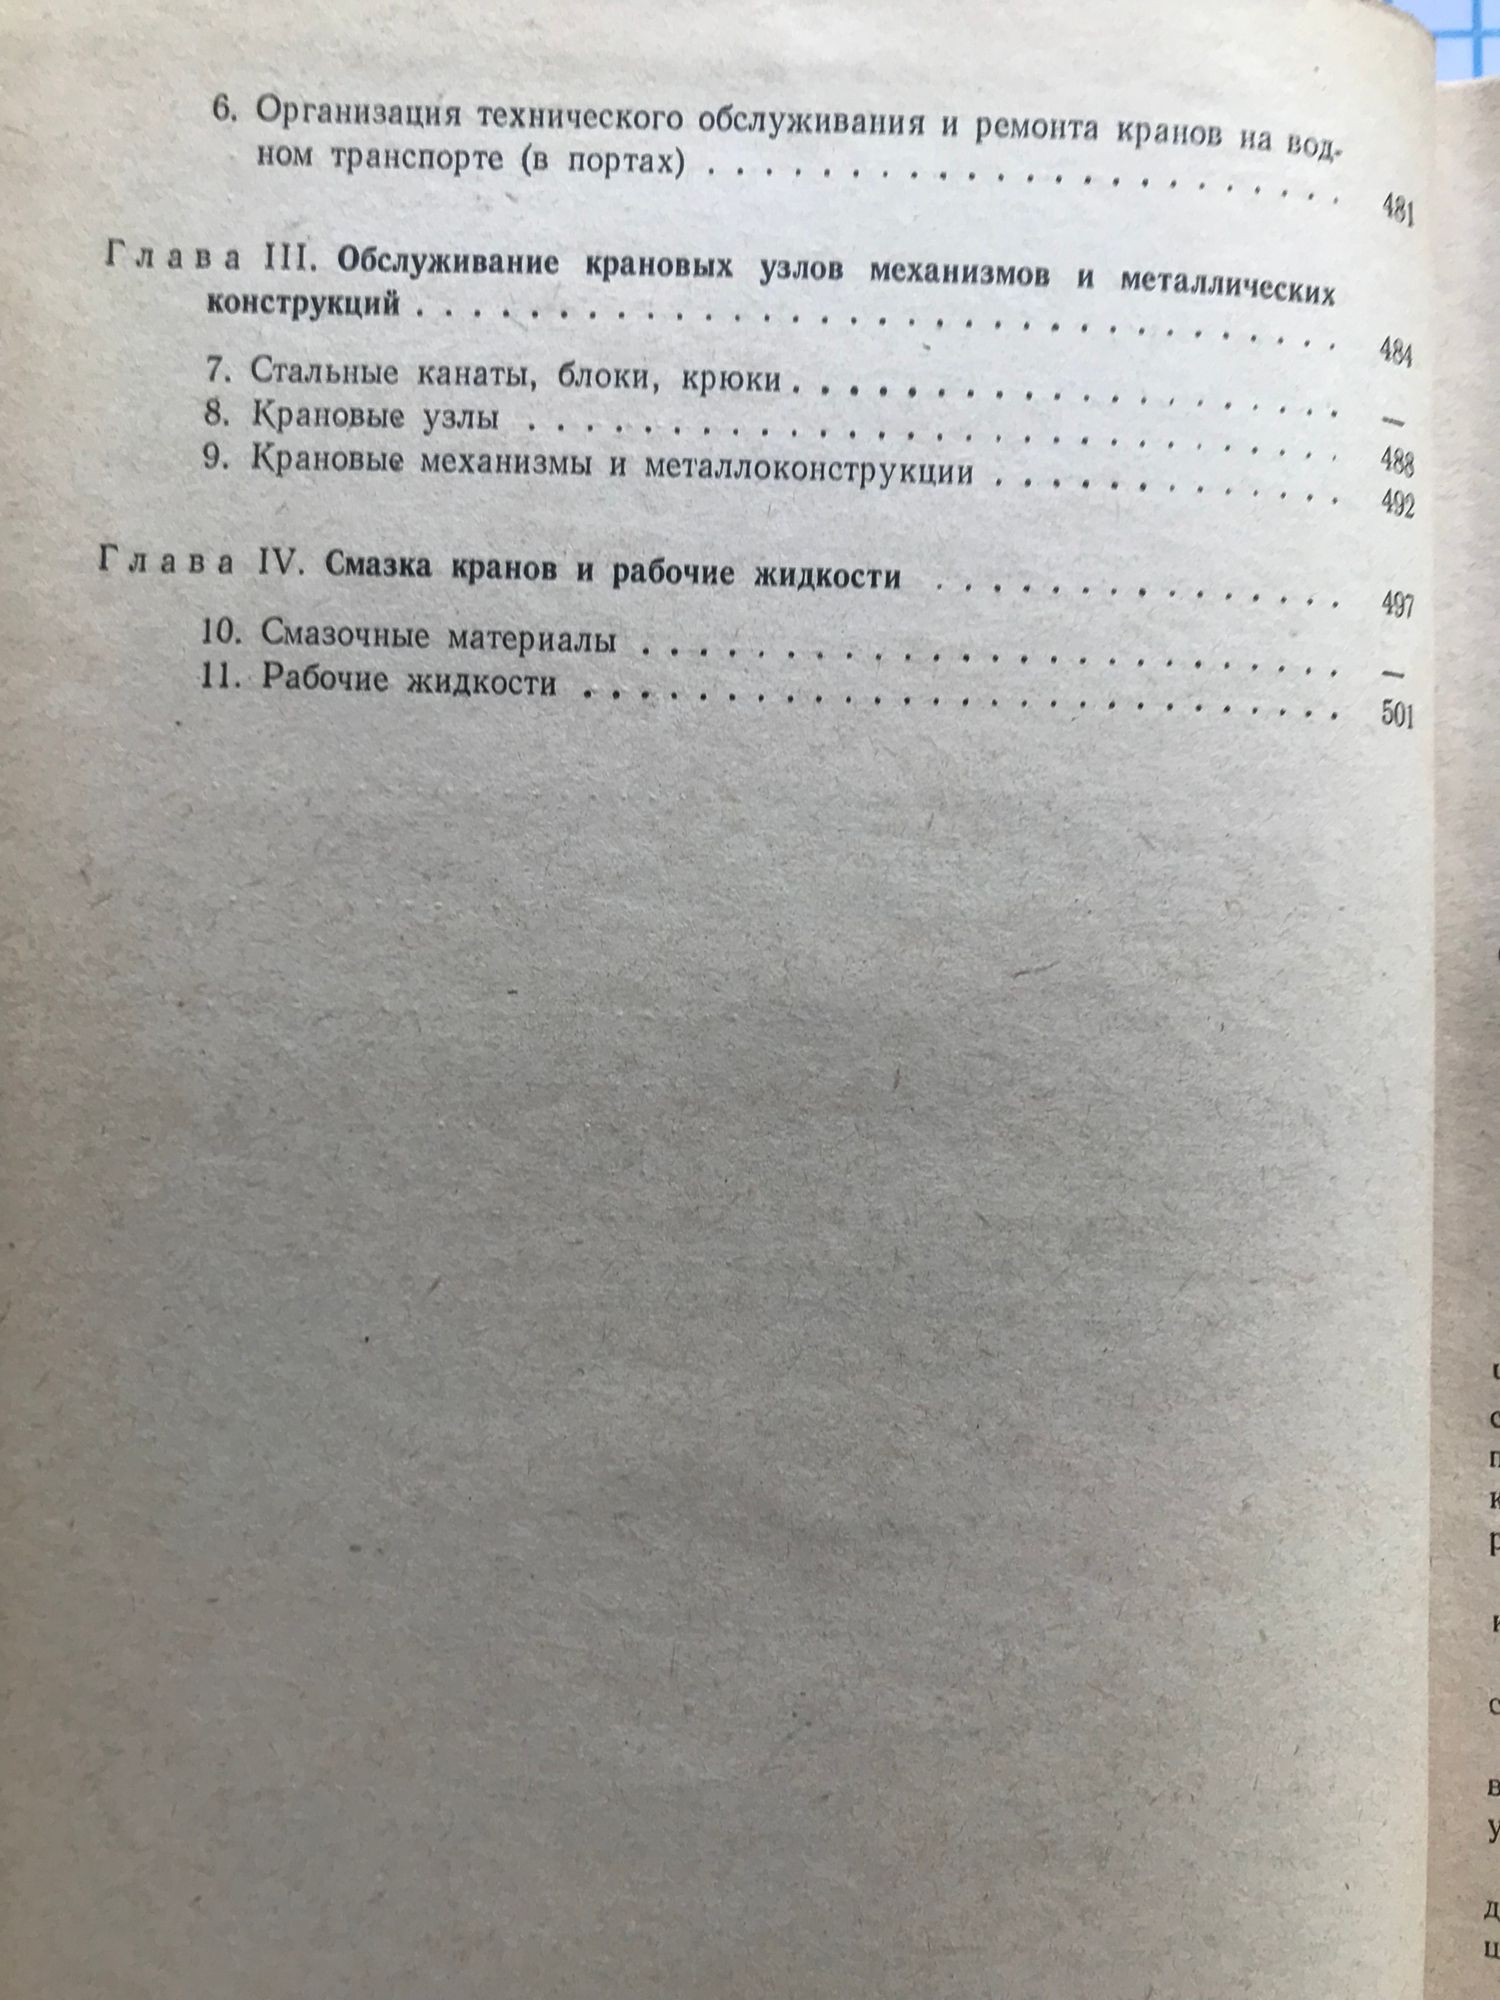 6. Организация технического обслуживания и ремонта кранов на вод-
ном транспорте (в портах) . . . . . . . . . . . . . . . . . . . . . . 481
Глава III. Обслуживание крановых узлов механизмов и металлических
конструкций . . . . . . . . . . . . . . . . . . . . . . . . . . . . . . . . 484
7. Стальные канаты, блоки, крюки . . . . . . . . . . . . . . . . . . . —
8. Крановые узлы . . . . . . . . . . . . . . . . . . . . . . . . . . . . 488
9. Крановые механизмы и металлоконструкции . . . . . . . . . . . . 492
Глава IV. Смазка кранов и рабочие жидкости . . . . . . . . . . . . . . 497
10. Смазочные материалы . . . . . . . . . . . . . . . . . . . . . . . . —
11. Рабочие жидкости . . . . . . . . . . . . . . . . . . . . . . . . . . 501